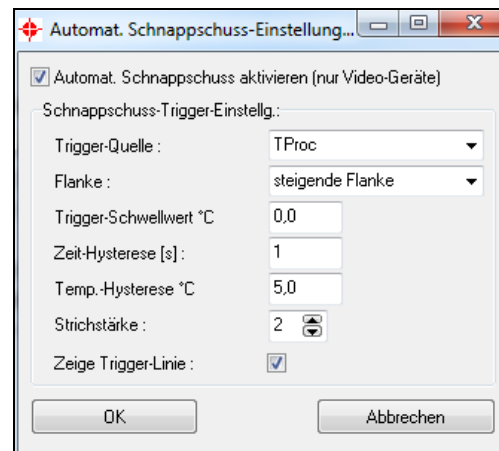 Automat. Schnappschuss-Einstellung...
Automat. Schnappschuss aktivieren (nur Video-Geräte)
Schnappschuss-Trigger-Einstellg.:
Trigger-Quelle : TProc
Flanke : steigende Flanke
Trigger-Schwellwert °C 0,0
Zeit-Hysterese [s] : 1
Temp.-Hysterese °C 5,0
Strichstärke : 2
Zeige Trigger-Linie :
OK Abbrechen